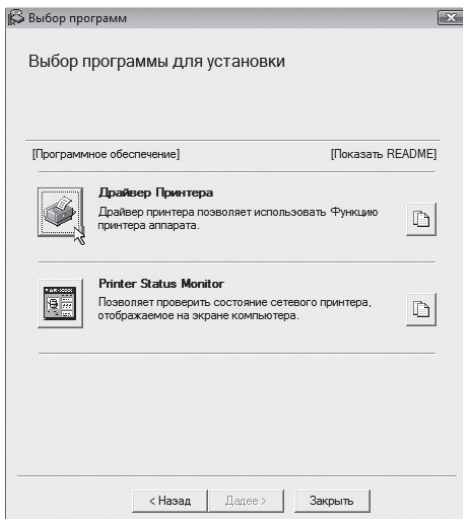 Выбор программ
Выбор программы для установки
[Программное обеспечение] [Показать README]
Драйвер Принтера
Драйвер принтера позволяет использовать Функцию
принтера аппарата.
Printer Status Monitor
Позволяет проверить состояние сетевого принтера,
отображаемое на экране компьютера.
< Назад Далее > Закрыть